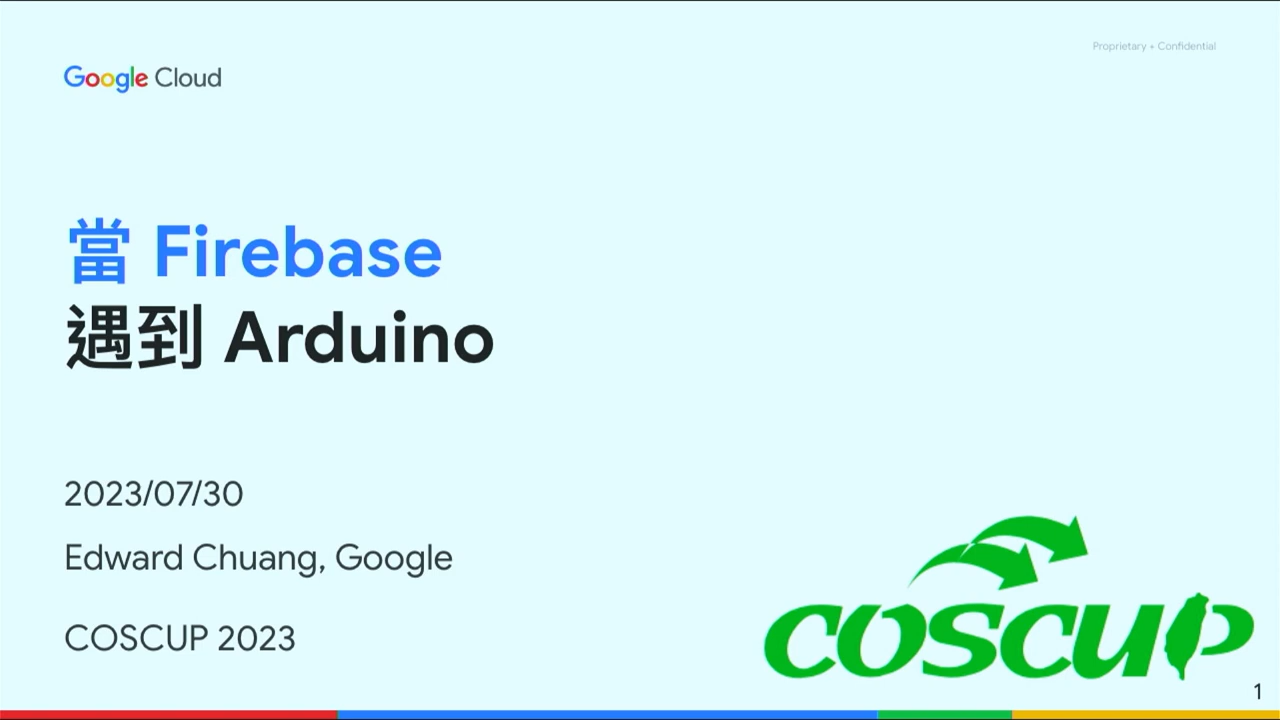 Proprietary + Confidential
Google Cloud
當 Firebase
遇到 Arduino
2023/07/30
Edward Chuang, Google
COSCUP 2023
coscup
1